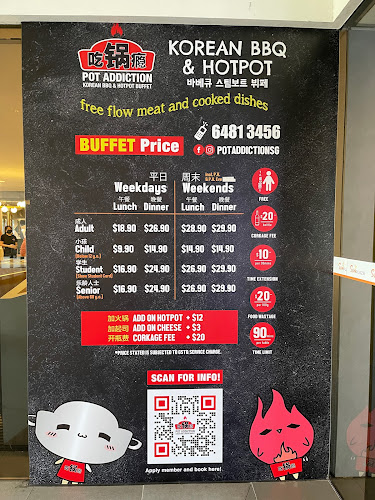 吃锅瘾
POT ADDICTION
KOREAN BBQ & HOTPOT BUFFET
KOREAN BBQ
& HOTPOT
바베큐 스팀보트 뷔페
free flow meat and cooked dishes
BUFFET Price
6481 3456
POTADDICTIONSG
平日 Weekdays
周末 Weekends
午餐 Lunch 晚餐 Dinner 午餐 Lunch 晚餐 Dinner
成人
Adult $18.90 $26.90 $28.90 $29.90
小孩
Child $9.90 $14.90 $14.90 $14.90
学生
Student $16.90 $24.90 $26.90 $29.90
乐龄人士
Senior $16.90 $24.90 $26.90 $29.90
FREE
$20
CORKAGE FEE
$10
TIME EXTENSION
$20
FOOD WASTAGE
90
TIME LIMIT
加火锅 ADD ON HOTPOT + $12
加起司 ADD ON CHEESE + $3
开瓶费 CORKAGE FEE + $20
*PRICE STATED IS SUBJECTED TO GST & SERVICE CHARGE.
SCAN FOR INFO!
Apply member and book here!